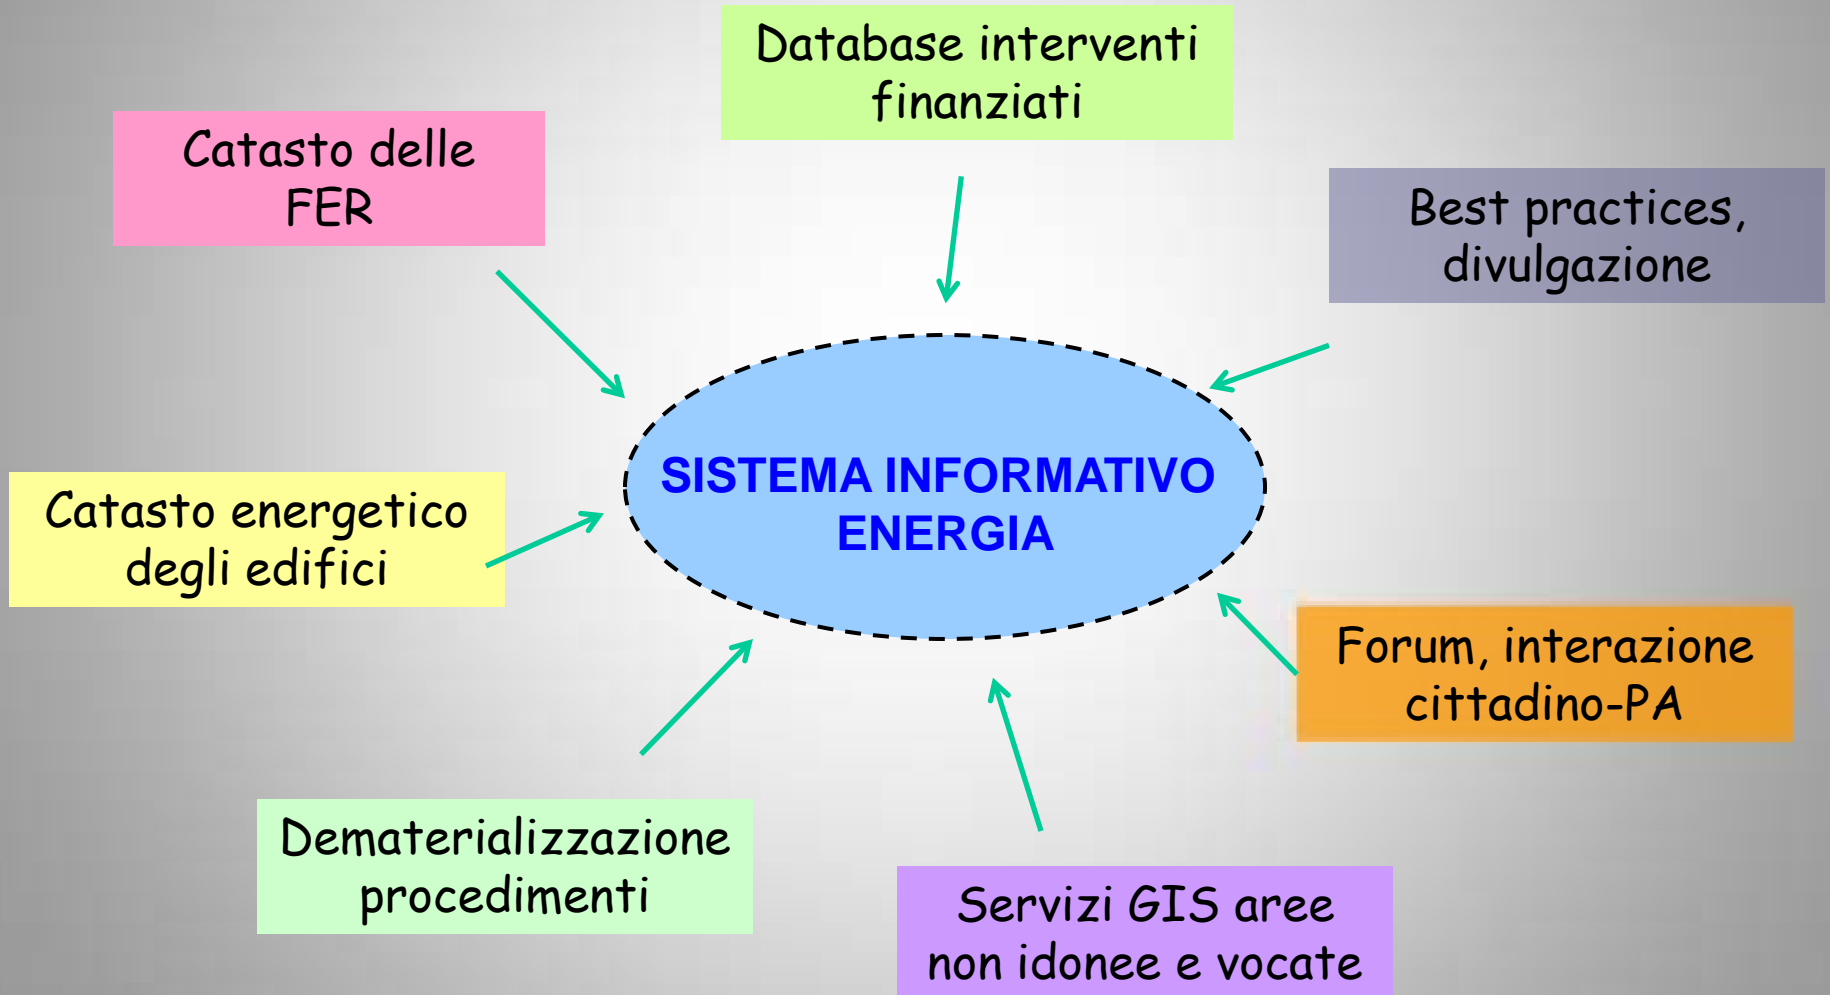 Database interventi
finanziati
Catasto delle
FER
Best practices,
divulgazione
SISTEMA INFORMATIVO
ENERGIA
Catasto energetico
degli edifici
Forum, interazione
cittadino-PA
Dematerializzazione
procedimenti
Servizi GIS aree
non idonee e vocate